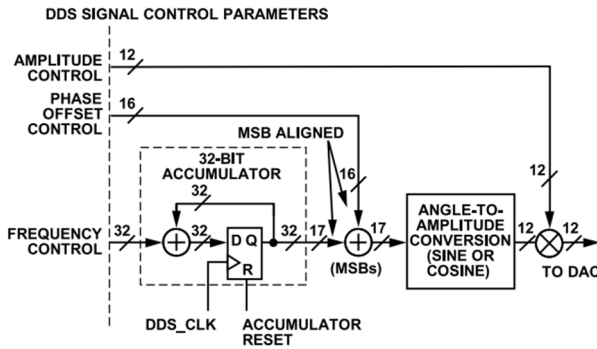 DDS SIGNAL CONTROL PARAMETERS
AMPLITUDE
CONTROL
12
PHASE
OFFSET
CONTROL
16
MSB ALIGNED
32-BIT
ACCUMULATOR
32
16
12
FREQUENCY
CONTROL
32
32
D Q
R
32
17
(MSBs)
17
ANGLE-TO-
AMPLITUDE
CONVERSION
(SINE OR
COSINE)
12
12
TO DAC
DDS_CLK
ACCUMULATOR
RESET